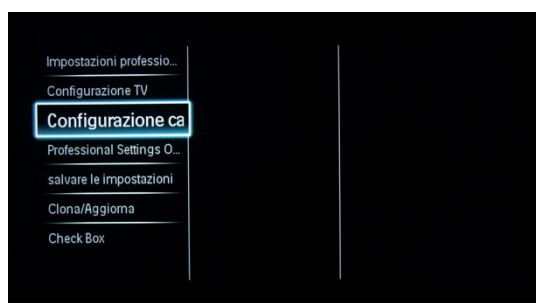 Impostazioni professio...
Configurazione TV
Configurazione ca
Professional Settings O...
salvare le impostazioni
Clona/Aggiorna
Check Box